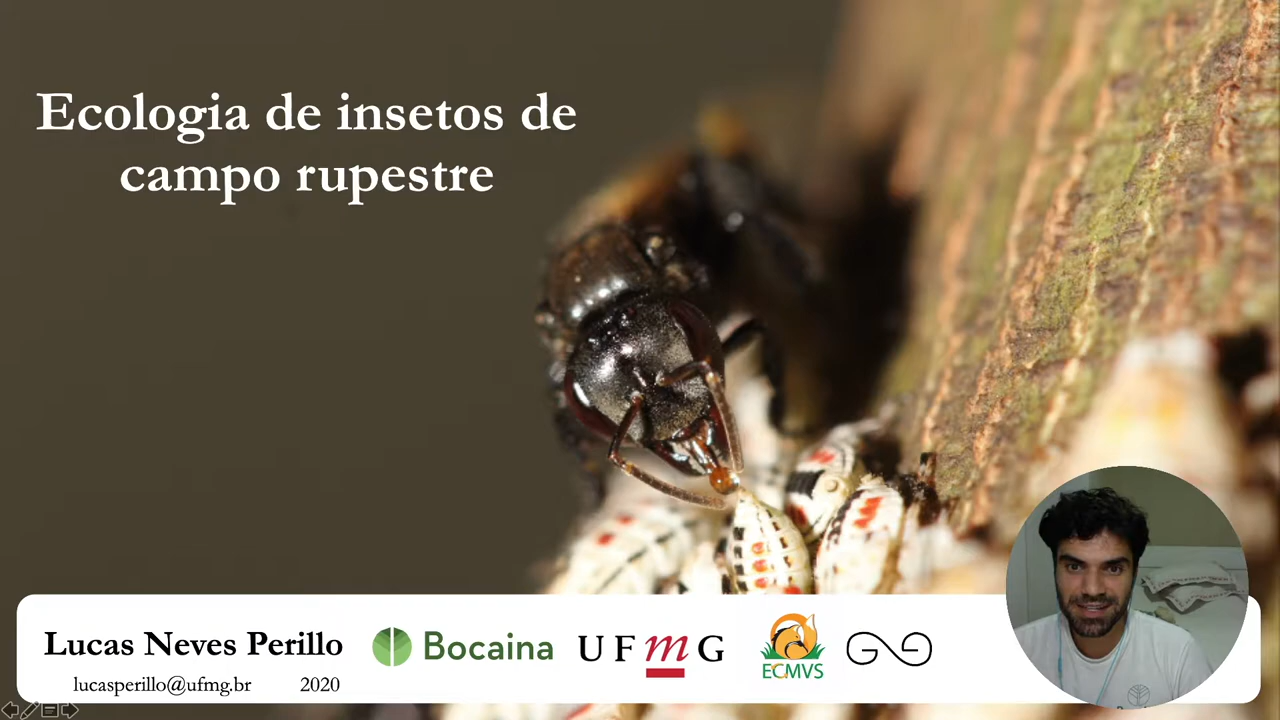 Ecologia de insetos de
campo rupestre
Lucas Neves Perillo
lucasperillo@ufmg.br 2020
Bocaina
UFmG
ECMVS